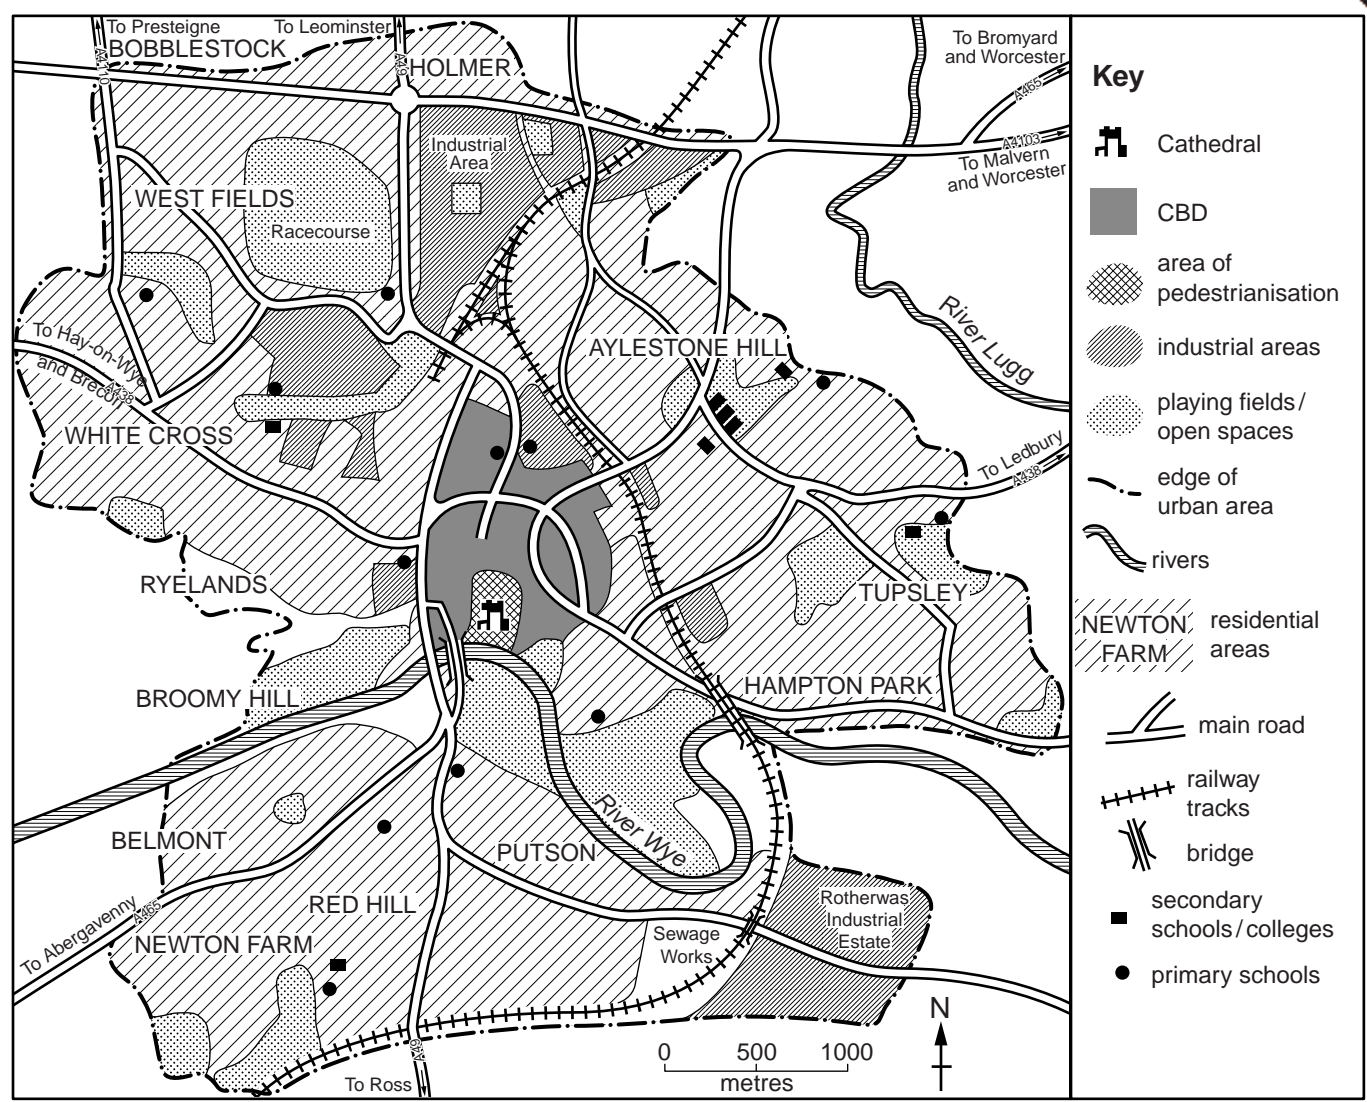 To Presteigne
To Leominster
BOBBLESTOCK
A4110
A49
HOLMER
To Bromyard
and Worcester
A465
A4103
To Malvern
and Worcester
Industrial
Area
WEST FIELDS
Racecourse
River Lugg
To Hay-on-Wye
and Brecon
A438
AYLESTONE HILL
WHITE CROSS
To Ledbury
A438
RYELANDS
TUPSLEY
BROOMY HILL
HAMPTON PARK
River Wye
BELMONT
PUTSON
RED HILL
Rotherwas
Industrial
Estate
To Abergavenny
A465
NEWTON FARM
Sewage
Works
A49
To Ross
N
0 500 1000
metres
Key
Cathedral
CBD
area of
pedestrianisation
industrial areas
playing fields/
open spaces
edge of
urban area
rivers
NEWTON
FARM
residential
areas
main road
railway
tracks
bridge
secondary
schools/colleges
primary schools